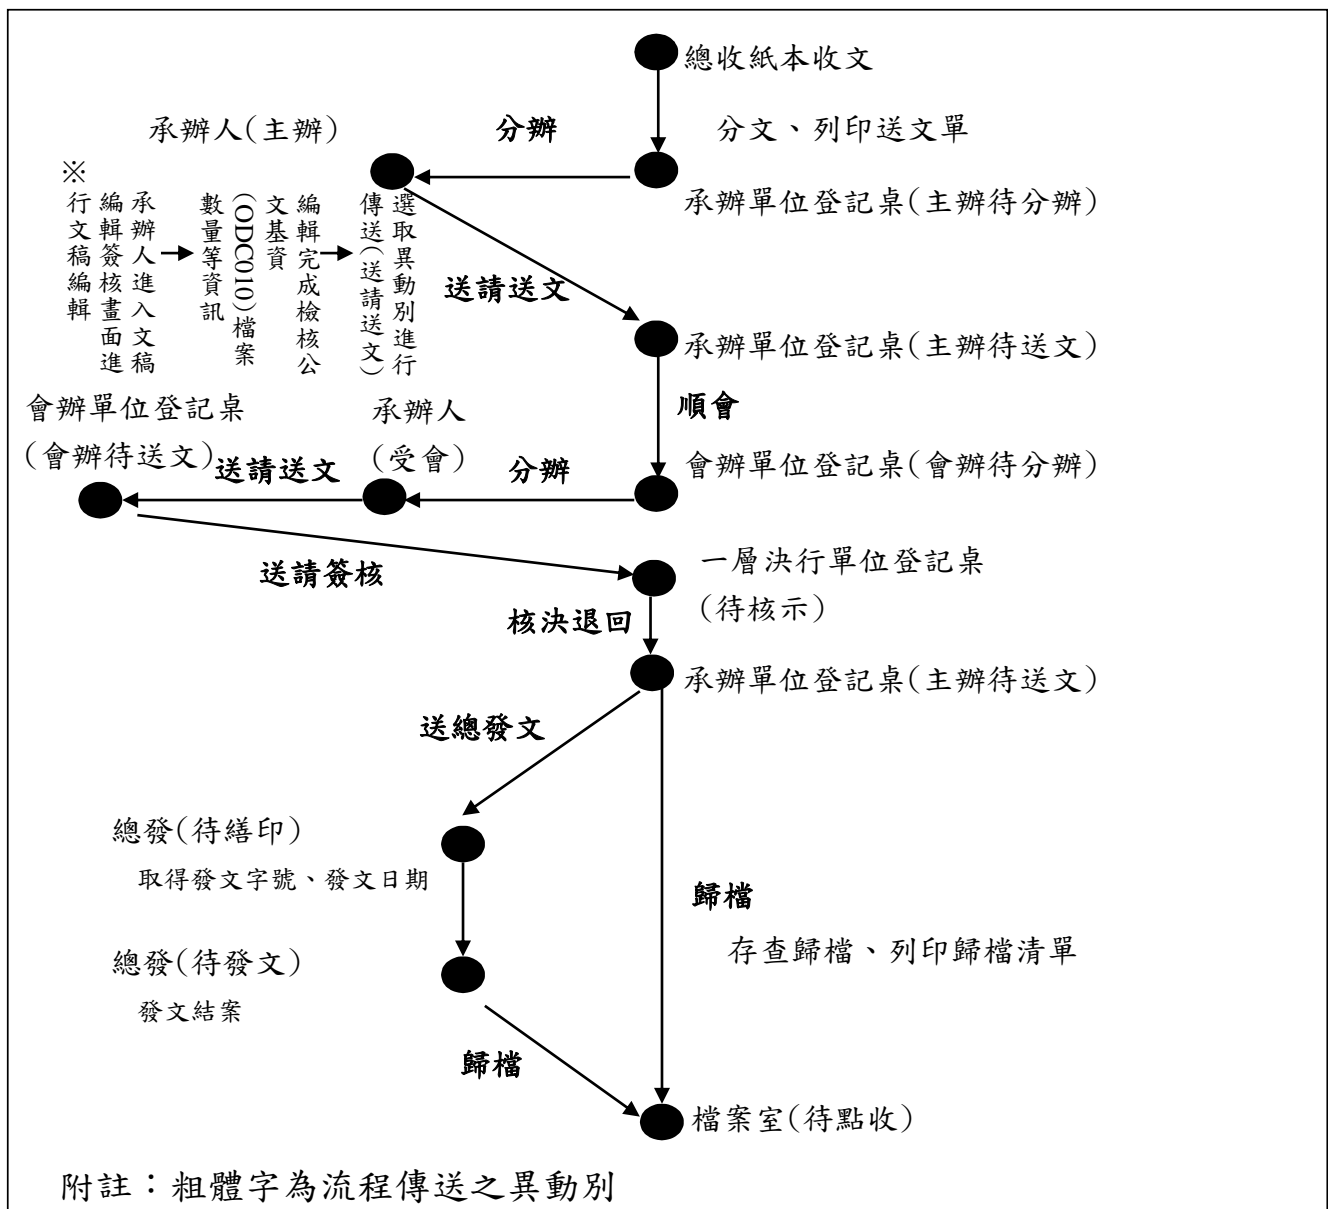 總收紙本收文
承辦人(主辦)
分辦
分文、列印送文單
承辦單位登記桌(主辦待分辦)
※
承辦人進入文稿
編輯簽核畫面進
行文稿編輯
編輯完成檢核公
文基資
(ODC010)檔案
數量等資訊
選取異動別進行
傳送(送請送文)
送請送文
承辦單位登記桌(主辦待送文)
順會
會辦單位登記桌
(會辦待送文)
承辦人
(受會)
送請送文
分辦
會辦單位登記桌(會辦待分辦)
送請簽核
一層決行單位登記桌
(待核示)
核決退回
承辦單位登記桌(主辦待送文)
送總發文
總發(待繕印)
取得發文字號、發文日期
歸檔
存查歸檔、列印歸檔清單
總發(待發文)
發文結案
歸檔
檔案室(待點收)
附註：粗體字為流程傳送之異動別